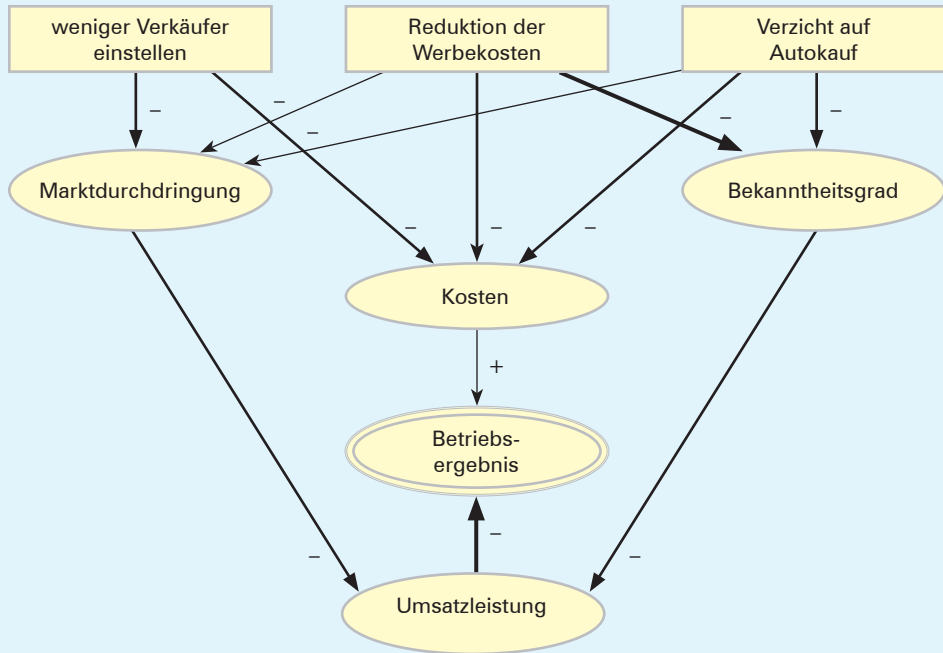 weniger Verkäufer
einstellen
Reduktion der
Werbekosten
Verzicht auf
Autokauf
–
–
–
–
–
Marktdurchdringung
Bekanntheitsgrad
–
–
–
Kosten
+
Betriebs-
ergebnis
–
–
–
Umsatzleistung